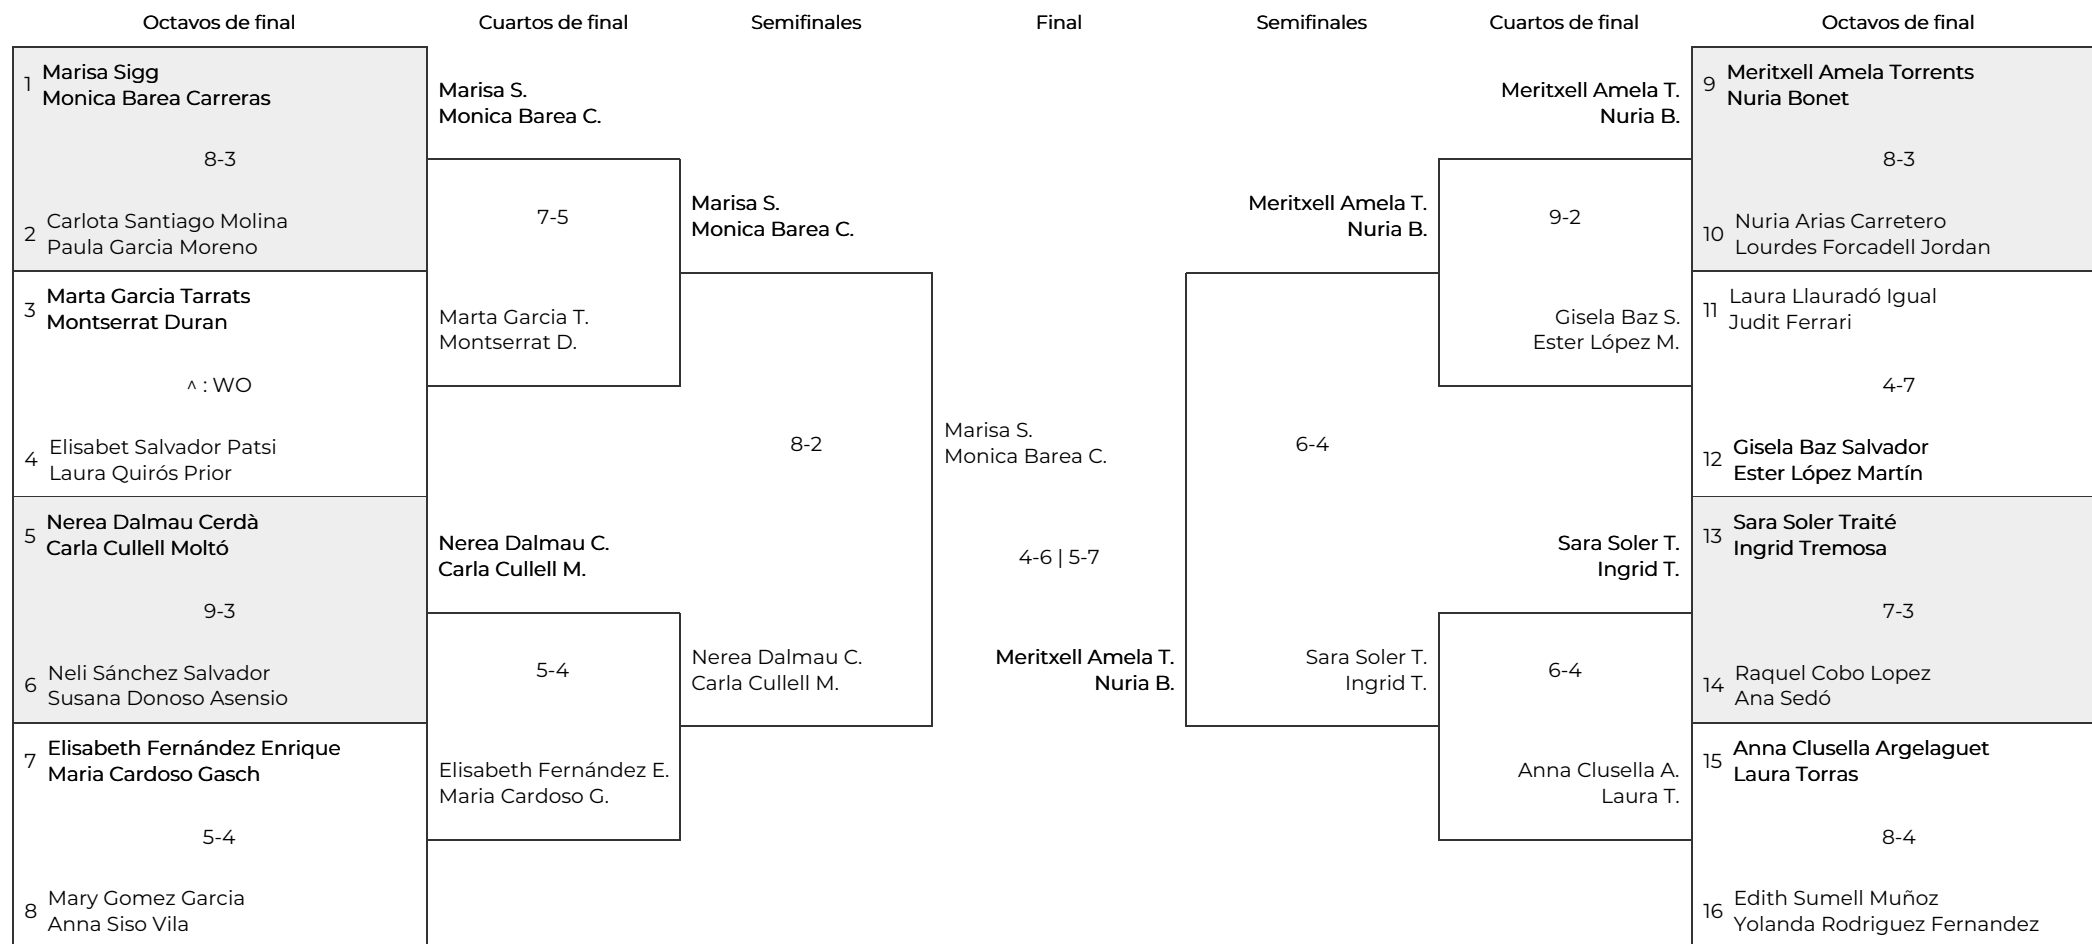 Octavos de final
Cuartos de final
Semifinales
Final
Semifinales
Cuartos de final
Octavos de final
1
Marisa Sigg
Monica Barea Carreras
8-3
2
Carlota Santiago Molina
Paula Garcia Moreno
3
Marta Garcia Tarrats
Montserrat Duran
^ : WO
4
Elisabet Salvador Patsi
Laura Quirós Prior
5
Nerea Dalmau Cerdà
Carla Cullell Moltó
9-3
6
Neli Sánchez Salvador
Susana Donoso Asensio
7
Elisabeth Fernández Enrique
Maria Cardoso Gasch
5-4
8
Mary Gomez Garcia
Anna Siso Vila
Marisa S.
Monica Barea C.
7-5
Marta Garcia T.
Montserrat D.
Nerea Dalmau C.
Carla Cullell M.
5-4
Elisabeth Fernández E.
Maria Cardoso G.
Marisa S.
Monica Barea C.
8-2
Nerea Dalmau C.
Carla Cullell M.
Marisa S.
Monica Barea C.
4-6 | 5-7
Meritxell Amela T.
Nuria B.
Meritxell Amela T.
Nuria B.
6-4
Sara Soler T.
Ingrid T.
Meritxell Amela T.
Nuria B.
9-2
Gisela Baz S.
Ester López M.
Sara Soler T.
Ingrid T.
6-4
Anna Clusella A.
Laura T.
9
Meritxell Amela Torrents
Nuria Bonet
8-3
10
Nuria Arias Carretero
Lourdes Forcadell Jordan
11
Laura Llauradó Igual
Judit Ferrari
4-7
12
Gisela Baz Salvador
Ester López Martín
13
Sara Soler Traité
Ingrid Tremosa
7-3
14
Raquel Cobo Lopez
Ana Sedó
15
Anna Clusella Argelaguet
Laura Torras
8-4
16
Edith Sumell Muñoz
Yolanda Rodriguez Fernandez